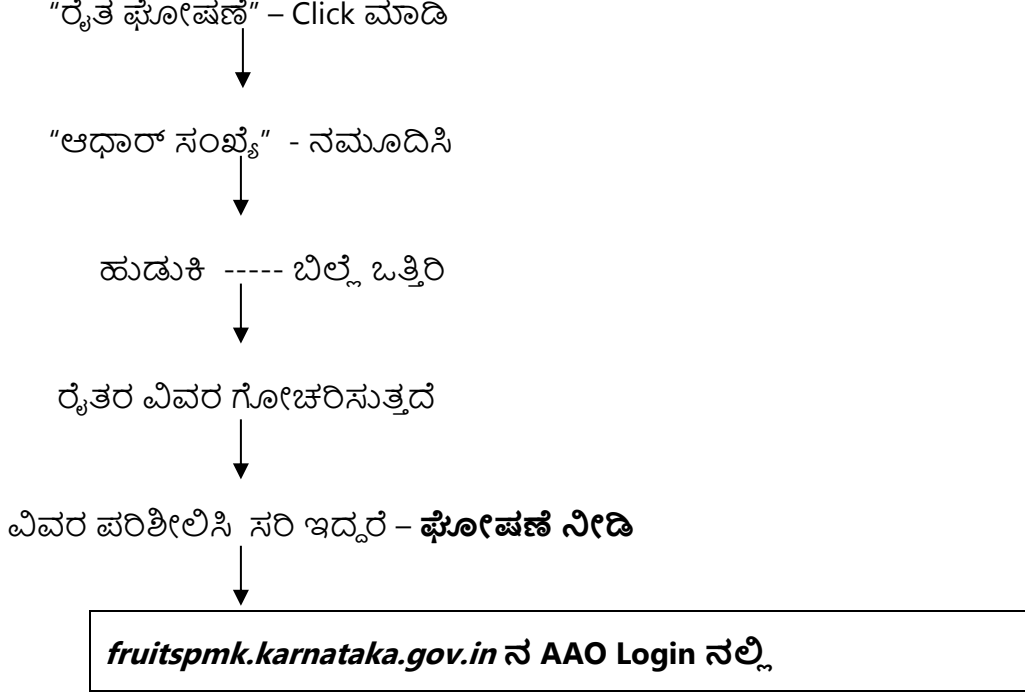 "ರೈತ ಘೋಷಣೆ" – Click ಮಾಡಿ
"ಆಧಾರ್ ಸಂಖ್ಯೆ" - ನಮೂದಿಸಿ
ಹುಡುಕಿ ----- ಬಿಲ್ಲೆ ಒತ್ತಿರಿ
ರೈತರ ವಿವರ ಗೋಚರಿಸುತ್ತದೆ
ವಿವರ ಪರಿಶೀಲಿಸಿ ಸರಿ ಇದ್ದರೆ – ಘೋಷಣೆ ನೀಡಿ
fruitspmk.karnataka.gov.in ನ AAO Login ನಲ್ಲಿ